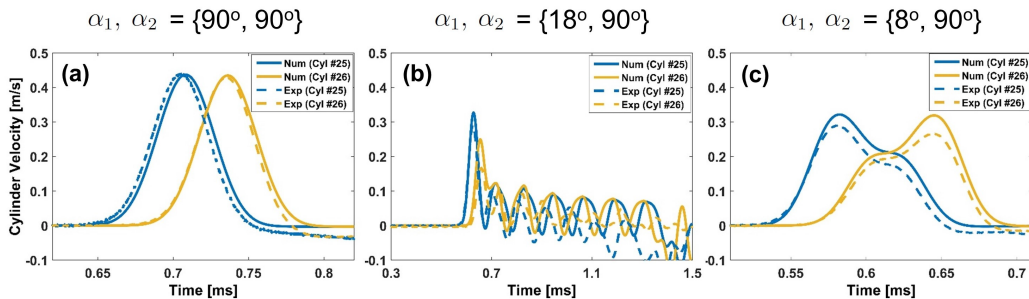 α₁, α₂ = {90°, 90°}
α₁, α₂ = {18°, 90°}
α₁, α₂ = {8°, 90°}
(a)
Num (Cyl #25)
Num (Cyl #26)
Exp (Cyl #25)
Exp (Cyl #26)
Cylinder Velocity [m/s]
0.5
0.4
0.3
0.2
0.1
0
-0.1
0.65
0.7
0.75
0.8
Time [ms]
(b)
Num (Cyl #25)
Num (Cyl #26)
Exp (Cyl #25)
Exp (Cyl #26)
0.5
0.4
0.3
0.2
0.1
0
-0.1
0.3
0.7
1.1
1.5
Time [ms]
(c)
Num (Cyl #25)
Num (Cyl #26)
Exp (Cyl #25)
Exp (Cyl #26)
0.5
0.4
0.3
0.2
0.1
0
-0.1
0.55
0.6
0.65
0.7
Time [ms]